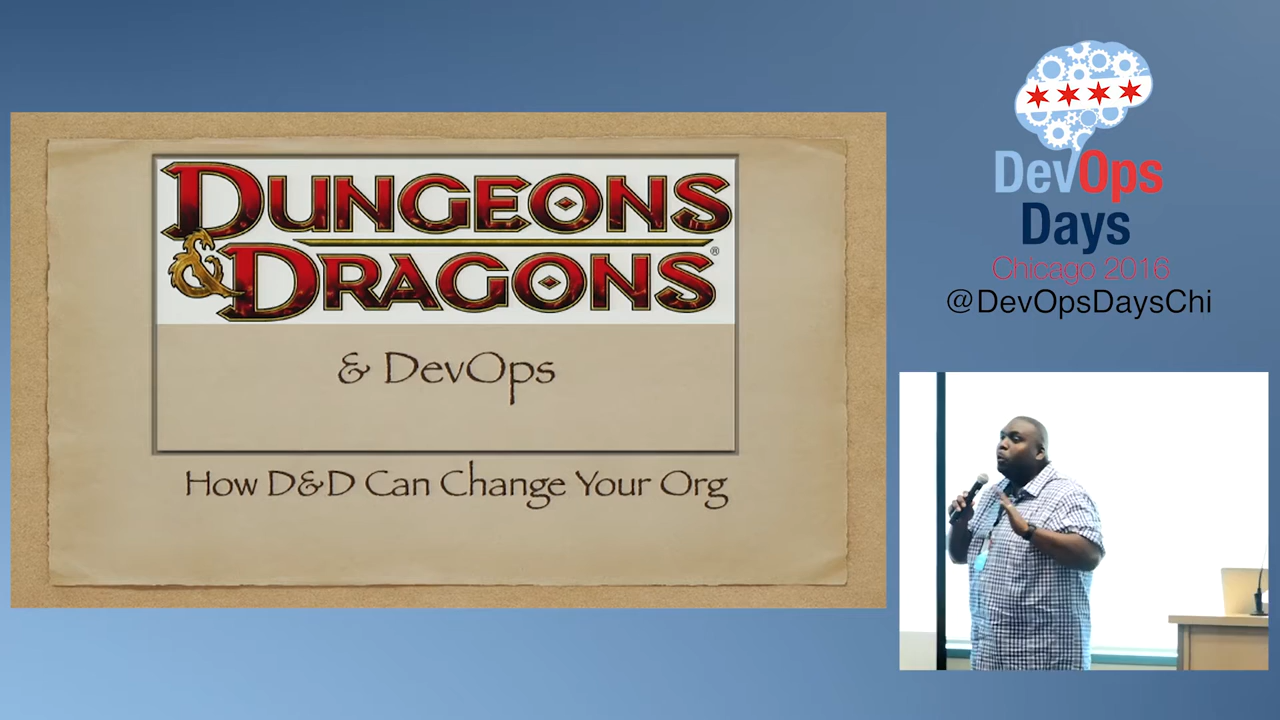 DUNGEONS
& DRAGONS®
& DevOps
How D&D Can Change Your Org
DevOps
Days
Chicago 2016
@DevOpsDaysChi